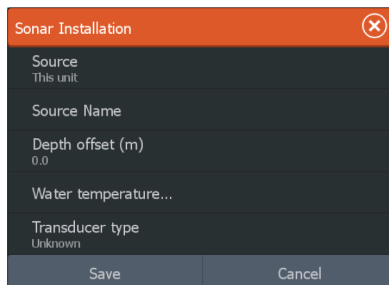 Sonar Installation
Source
This unit
Source Name
Depth offset (m)
0.0
Water temperature...
Transducer type
Unknown
Save Cancel